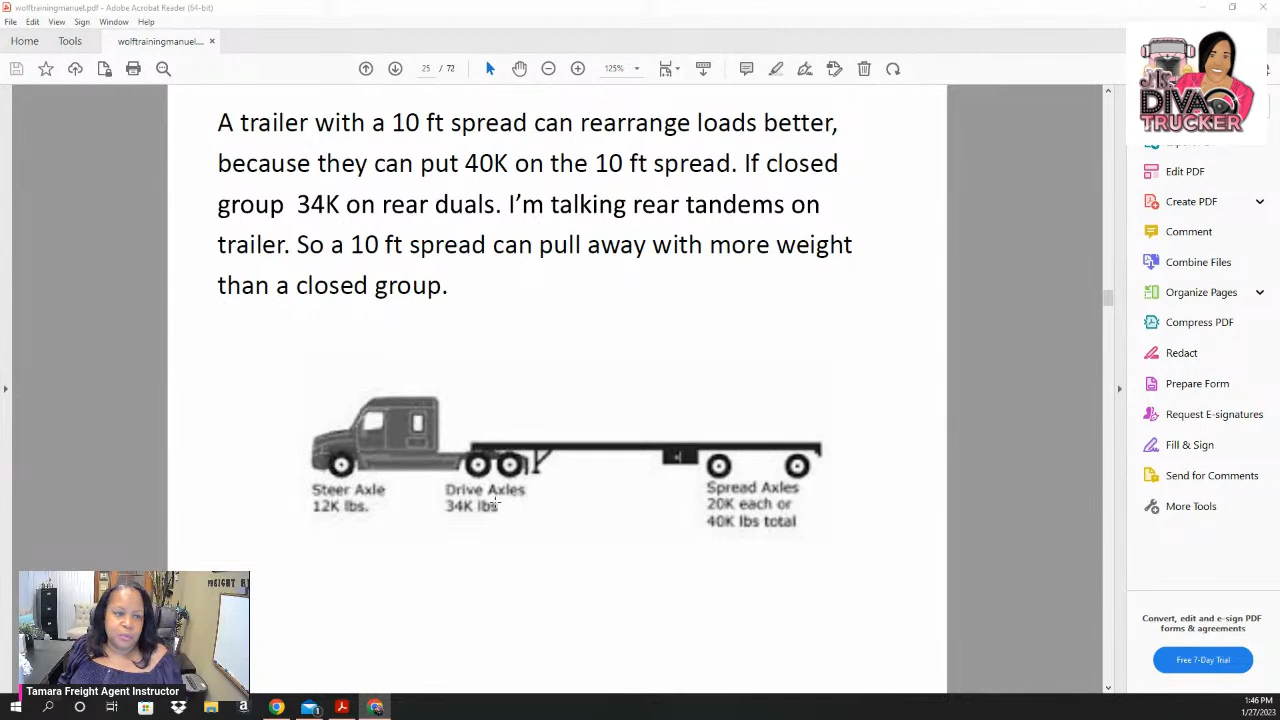 wolftrainingmanuel.pdf - Adobe Acrobat Reader (64-bit)
File Edit View Sign Window Help
Home Tools wolftrainingmanuel.... ×
25 125%
DIVA
TRUCKER
A trailer with a 10 ft spread can rearrange loads better,
because they can put 40K on the 10 ft spread. If closed
group 34K on rear duals. I'm talking rear tandems on
trailer. So a 10 ft spread can pull away with more weight
than a closed group.
Steer Axle
12K lbs.
Drive Axles
34K lbs
Spread Axles
20K each or
40K lbs total
Edit PDF
Create PDF
Comment
Combine Files
Organize Pages
Compress PDF
Redact
Prepare Form
Request E-signatures
Fill & Sign
Send for Comments
More Tools
Convert, edit and e-sign PDF
forms & agreements
Free 7-Day Trial
Tamara Freight Agent Instructor
1:46 PM
1/27/2023